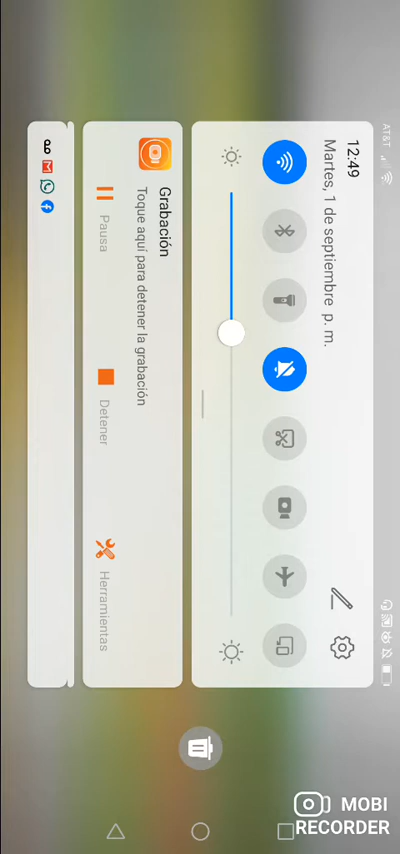 AT&T
12:49
Martes, 1 de septiembre p. m.
Grabación
Toque aquí para detener la grabación
Pausa
Detener
Herramientas
MOBI
RECORDER